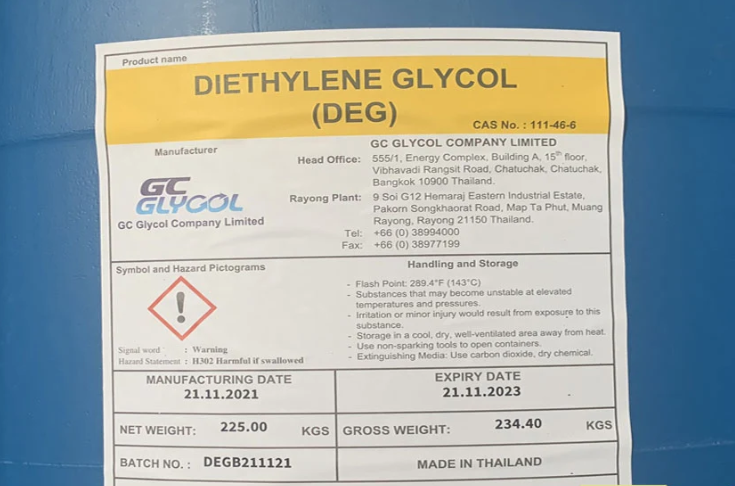 Product name
DIETHYLENE GLYCOL
(DEG)
CAS No. : 111-46-6
Manufacturer
GC
GLYCOL
GC Glycol Company Limited
GC GLYCOL COMPANY LIMITED
Head Office: 555/1, Energy Complex, Building A, 15th floor,
Vibhavadi Rangsit Road, Chatuchak, Chatuchak,
Bangkok 10900 Thailand.
Rayong Plant: 9 Soi G12 Hemaraj Eastern Industrial Estate,
Pakorn Songkhaorat Road, Map Ta Phut, Muang
Rayong, Rayong 21150 Thailand.
Tel: +66 (0) 38994000
Fax: +66 (0) 38977199
Symbol and Hazard Pictograms
Signal word : Warning
Hazard Statement : H302 Harmful if swallowed
Handling and Storage
- Flash Point: 289.4°F (143°C)
- Substances that may become unstable at elevated
temperatures and pressures.
- Irritation or minor injury would result from exposure to this
substance.
- Storage in a cool, dry, well-ventilated area away from heat.
- Use non-sparking tools to open containers.
- Extinguishing Media: Use carbon dioxide, dry chemical.
MANUFACTURING DATE
21.11.2021
EXPIRY DATE
21.11.2023
NET WEIGHT: 225.00 KGS
GROSS WEIGHT: 234.40 KGS
BATCH NO. : DEGB211121
MADE IN THAILAND